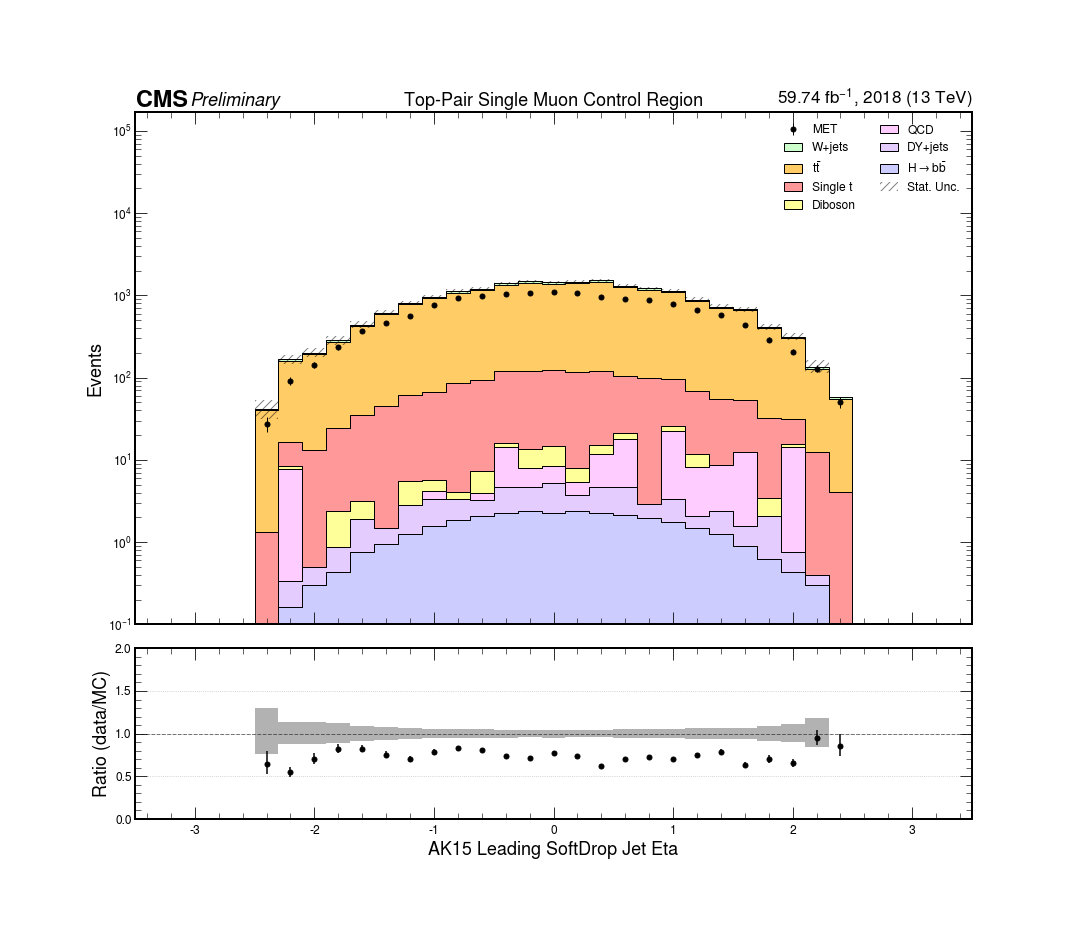 CMS Preliminary Top-Pair Single Muon Control Region 59.74 fb⁻¹, 2018 (13 TeV)
MET QCD
W+jets DY+jets
tt̄ H→bb̄
Single t Stat. Unc.
Diboson
10⁵
10⁴
10³
10²
10¹
10⁰
10⁻¹
Events
2.0
1.5
1.0
0.5
0.0
Ratio (data/MC)
-3 -2 -1 0 1 2 3
AK15 Leading SoftDrop Jet Eta